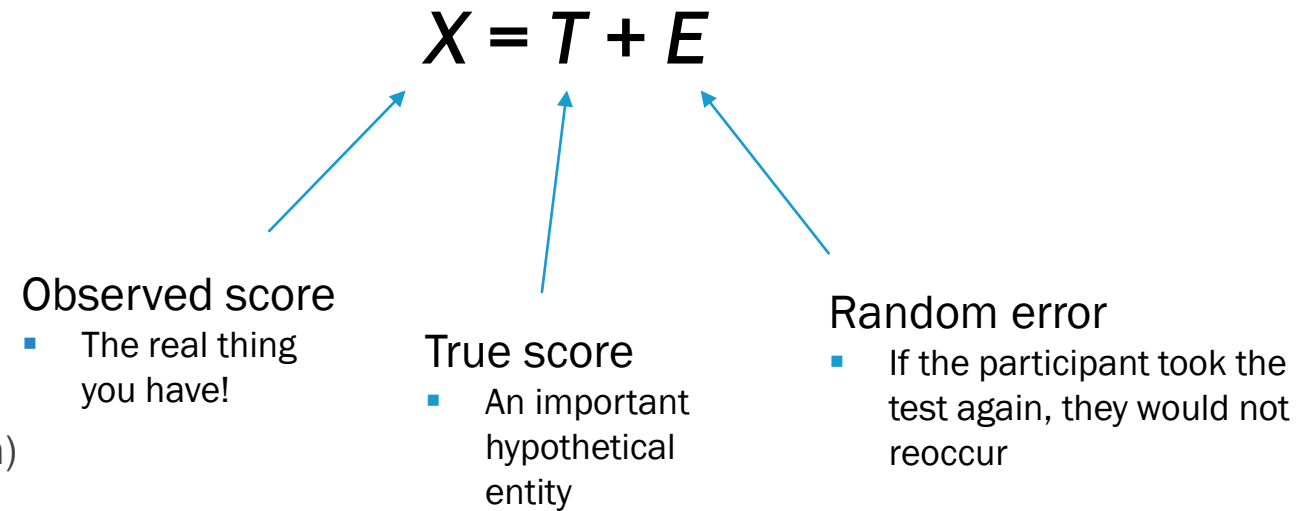 X = T + E
Observed score
▪ The real thing
you have!
)
True score
▪ An important
hypothetical
entity
Random error
▪ If the participant took the
test again, they would not
reoccur